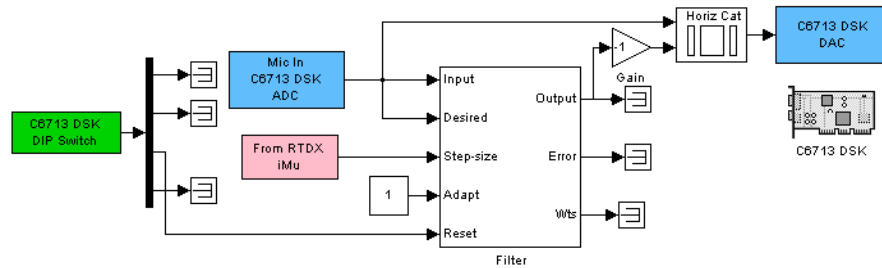 C6713 DSK
DIP Switch
Mic In
C6713 DSK
ADC
From RTDX
iMu
1
Input
Desired
Step-size
Adapt
Reset
Output
Error
Wts
Filter
-1
Gain
Horiz Cat
C6713 DSK
DAC
C6713 DSK